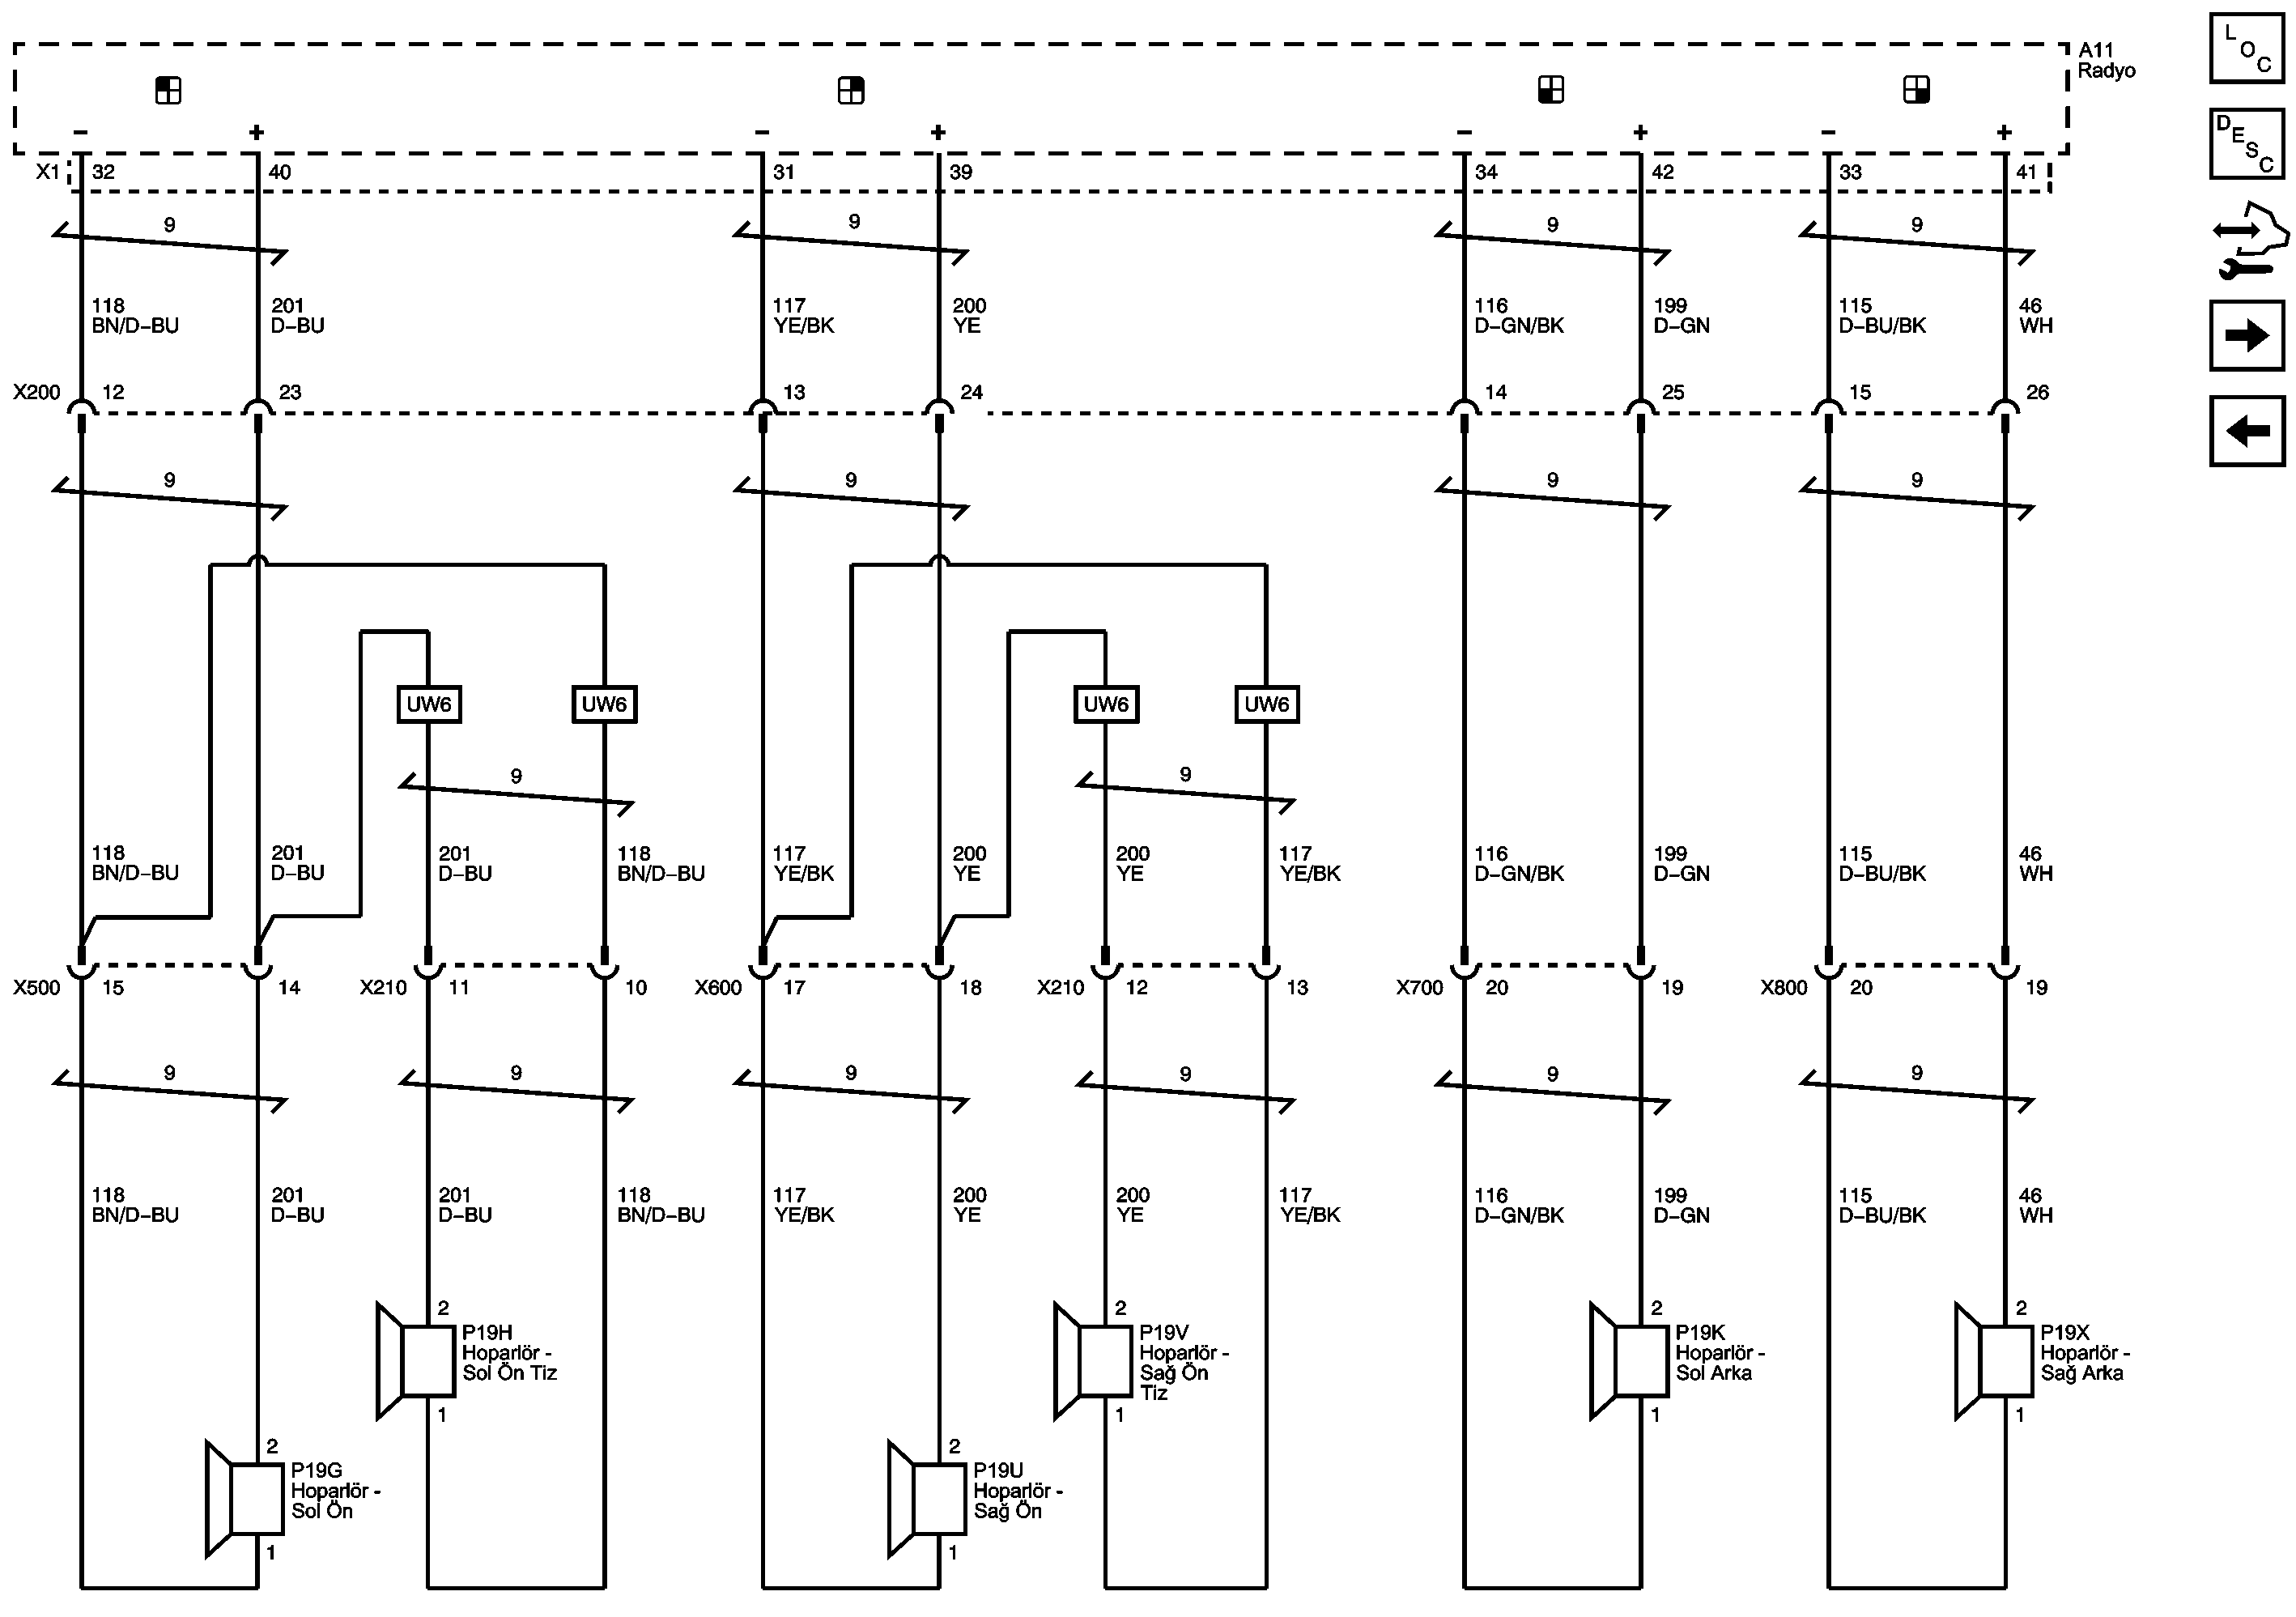 A11
Radyo
L
O
C
D
E
S
C
− + − + − + − +
X1 32 40 31 39 34 42 33 41
9 9 9 9
118 201 117 200 116 199 115 46
BN/D−BU D−BU YE/BK YE D−GN/BK D−GN D−BU/BK WH
X200 12 23 13 24 14 25 15 26
9 9 9 9
UW6 UW6 UW6 UW6
9 9
118 201 201 118 117 200 200 117 116 199 115 46
BN/D−BU D−BU D−BU BN/D−BU YE/BK YE YE YE/BK D−GN/BK D−GN D−BU/BK WH
X500 15 14 X210 11 10 X600 17 18 X210 12 13 X700 20 19 X800 20 19
9 9 9 9 9 9
118 201 201 118 117 200 200 117 116 199 115 46
BN/D−BU D−BU D−BU BN/D−BU YE/BK YE YE YE/BK D−GN/BK D−GN D−BU/BK WH
2
P19H
Hoparlör -
Sol Ön Tiz
1
2
P19V
Hoparlör -
Sağ Ön
Tiz
1
2
P19K
Hoparlör -
Sol Arka
1
2
P19X
Hoparlör -
Sağ Arka
1
2
P19G
Hoparlör -
Sol Ön
1
2
P19U
Hoparlör -
Sağ Ön
1